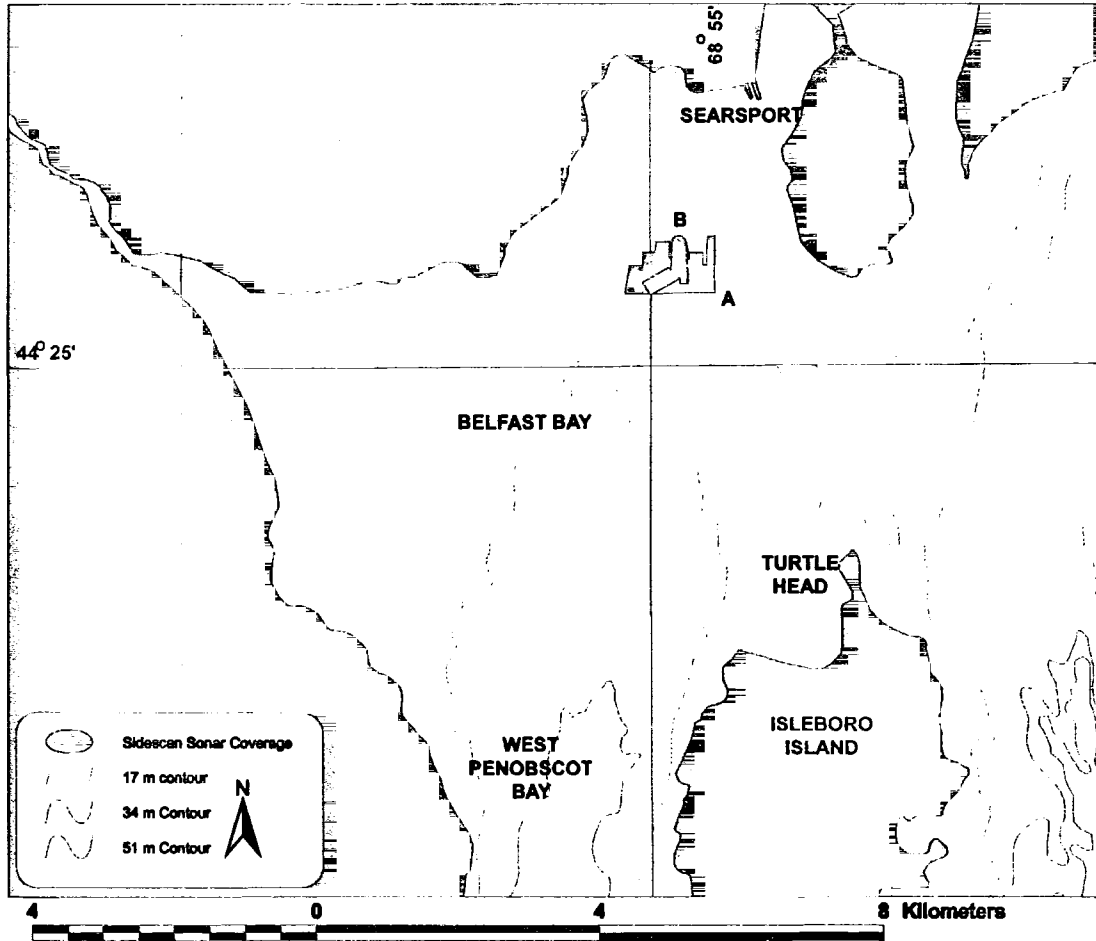 68° 55'
SEARSPORT
B
A
44° 25'
BELFAST BAY
TURTLE
HEAD
ISLEBORO
ISLAND
WEST
PENOBSCOT
BAY
Sidescan Sonar Coverage
17 m contour
34 m Contour
51 m Contour
N
4 0 4 8 Kilometers